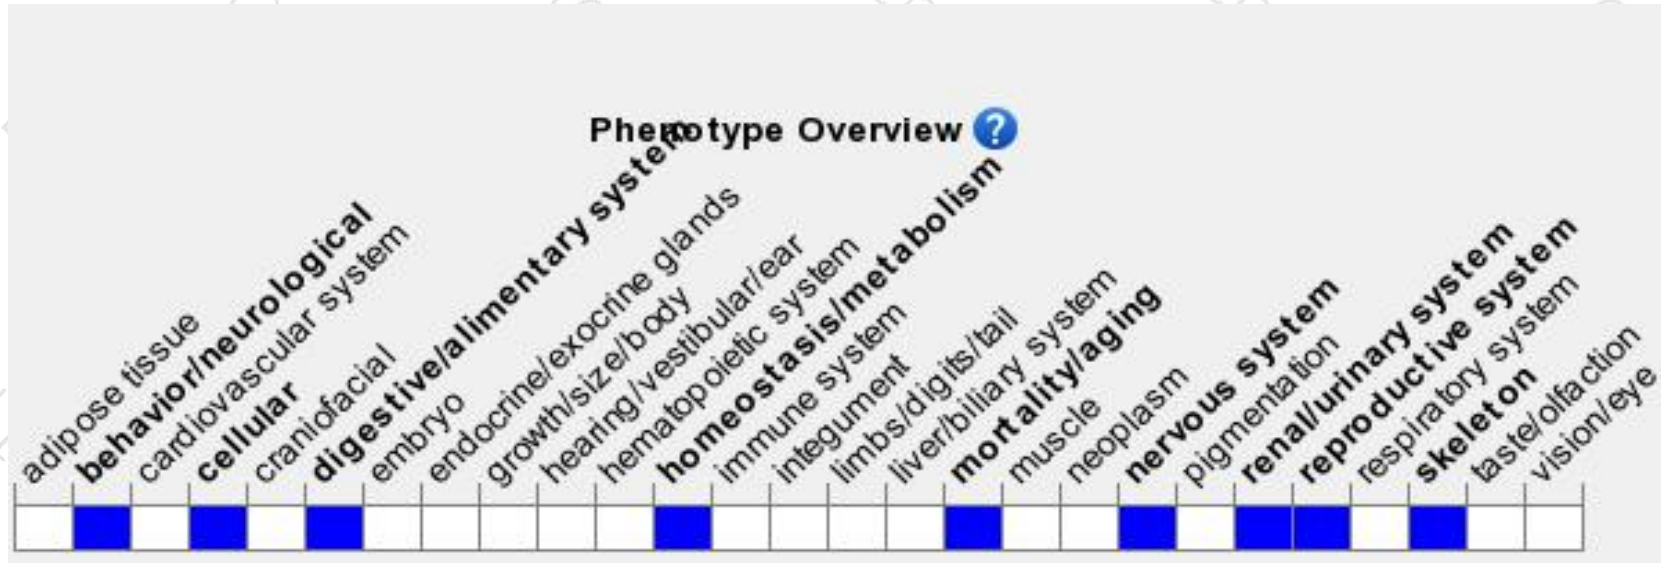 Phenotype Overview ?
adipose tissue
behavior/neurological
cardiovascular system
cellular
craniofacial
digestive/alimentary system
embryo
endocrine/exocrine glands
growth/size/body
hearing/vestibular/ear
hematopoietic system
homeostasis/metabolism
immune system
integument
limbs/digits/tail
liver/biliary system
mortality/aging
muscle
neoplasm
nervous system
pigmentation
renal/urinary system
reproductive system
respiratory system
skeleton
taste/olfaction
vision/eye